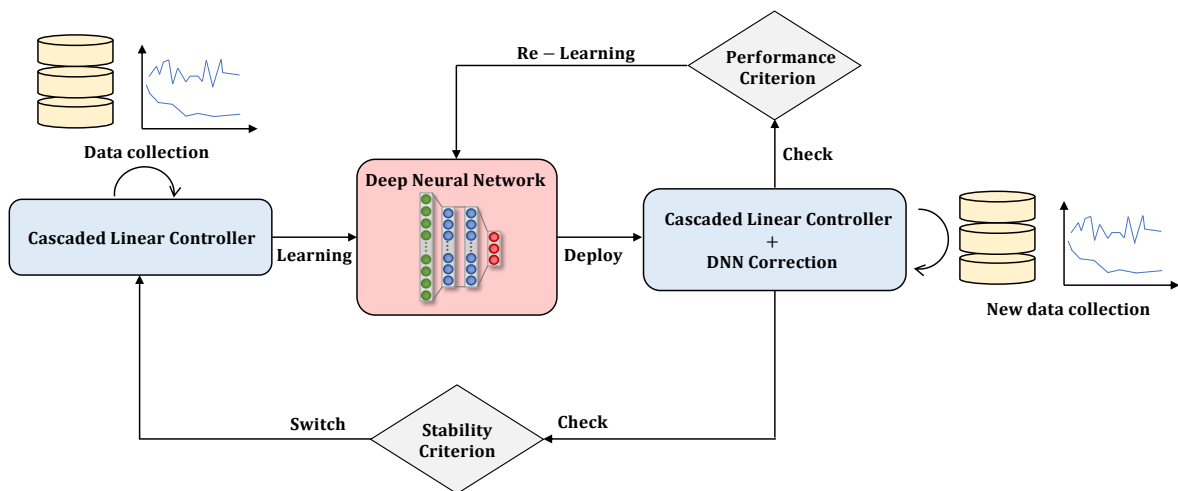 Re – Learning
Performance
Criterion
Data collection
Check
Deep Neural Network
Cascaded Linear Controller
Learning
Deploy
Cascaded Linear Controller
+
DNN Correction
New data collection
Switch
Stability
Criterion
Check